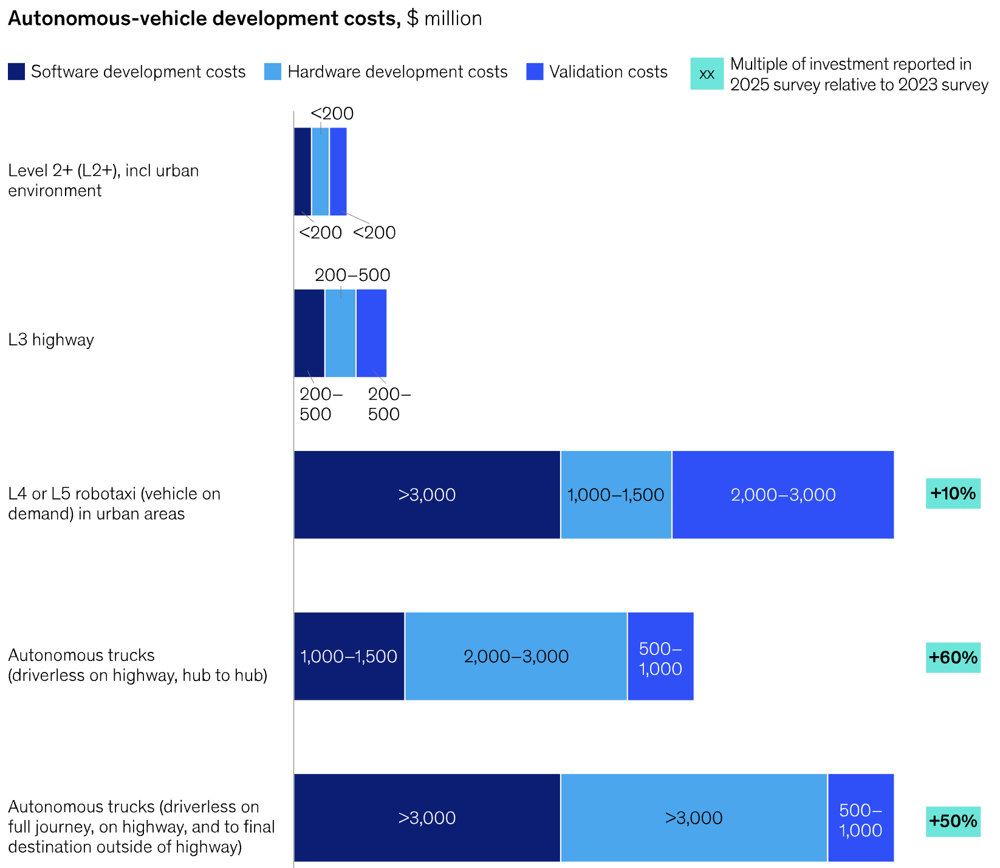 Autonomous-vehicle development costs, $ million
Software development costs
Hardware development costs
Validation costs
xx
Multiple of investment reported in
2025 survey relative to 2023 survey
Level 2+ (L2+), incl urban
environment
<200
<200
<200
L3 highway
200–500
200–
500
200–
500
L4 or L5 robotaxi (vehicle on
demand) in urban areas
>3,000
1,000–1,500
2,000–3,000
+10%
Autonomous trucks
(driverless on highway, hub to hub)
1,000–1,500
2,000–3,000
500–
1,000
+60%
Autonomous trucks (driverless on
full journey, on highway, and to final
destination outside of highway)
>3,000
>3,000
500–
1,000
+50%